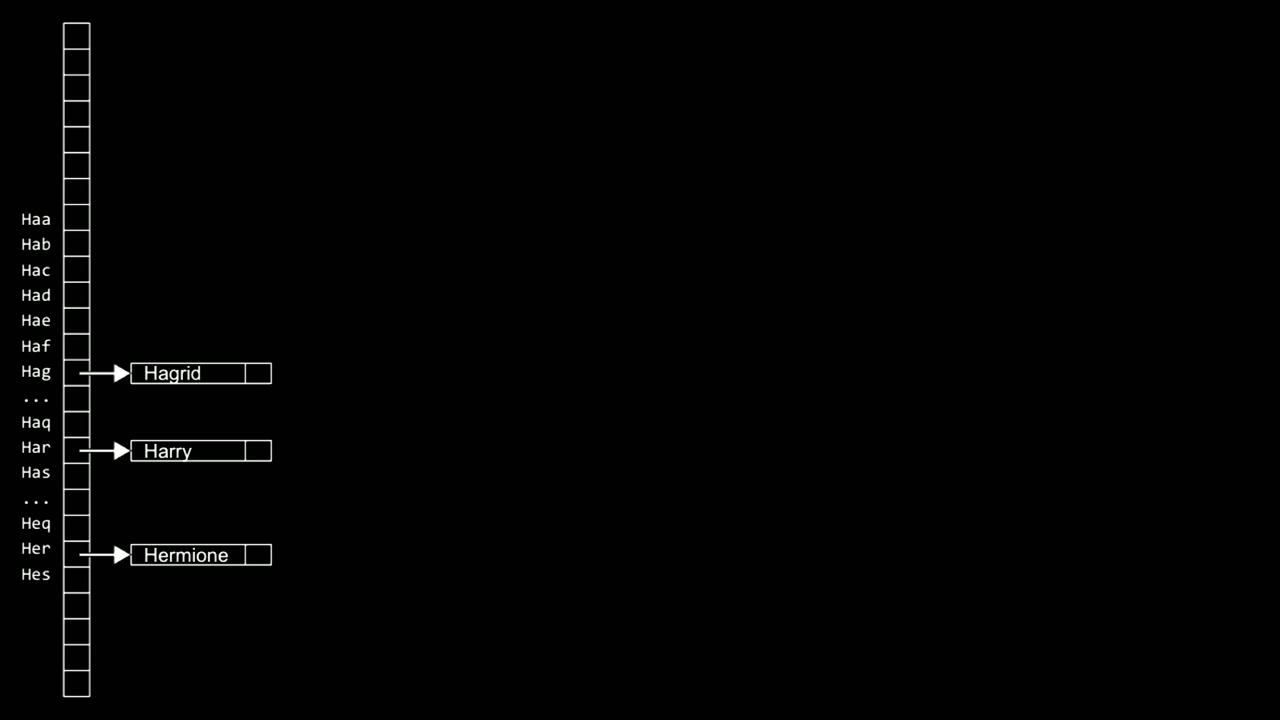 Haa
Hab
Hac
Had
Hae
Haf
Hag Hagrid
...
Haq
Har Harry
Has
...
Heq
Her Hermione
Hes